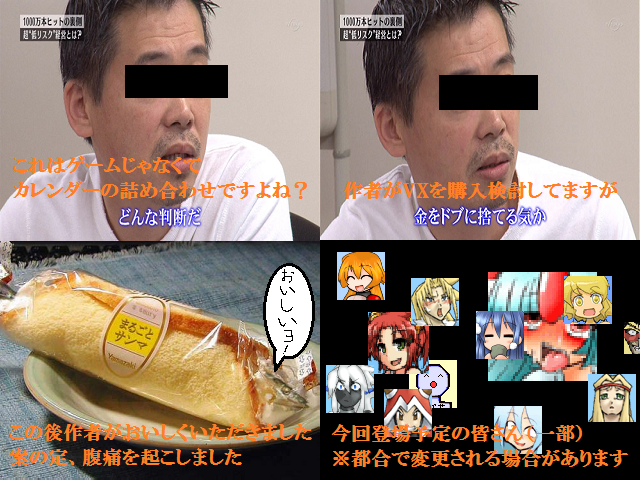 1000万本ヒットの裏側
超“低リスク”経営とは?
これはゲームじゃなくて
カレンダーの詰め合わせですよね?
どんな判断だ
1000万本ヒットの裏側
超“低リスク”経営とは?
作者がVXを購入検討してますが
金をドブに捨てる気か
おいしいヨ!
まるごと
サンマ
Yamazaki
この後作者がおいしくいただきました
案の定、腹痛を起こしました
今回登場予定の皆さん(一部)
※都合で変更される場合があります